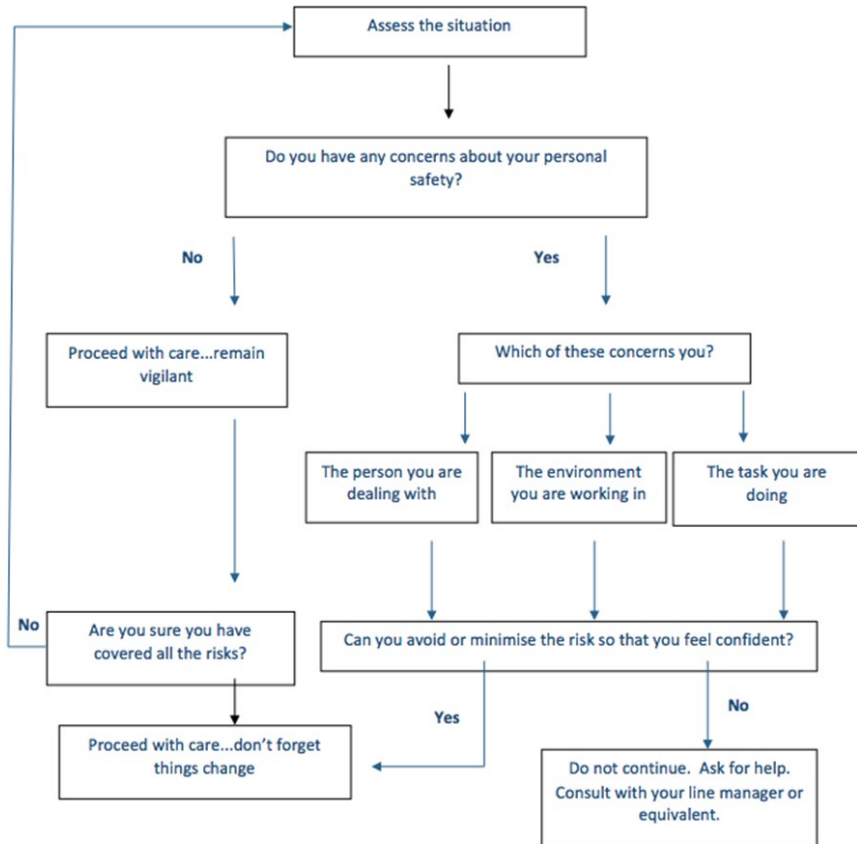 Assess the situation
Do you have any concerns about your personal
safety?
No
Yes
Proceed with care...remain
vigilant
Which of these concerns you?
The person you are
dealing with
The environment
you are working in
The task you are
doing
No
Are you sure you have
covered all the risks?
Can you avoid or minimise the risk so that you feel confident?
Yes
No
Proceed with care...don’t forget
things change
Do not continue. Ask for help.
Consult with your line manager or
equivalent.